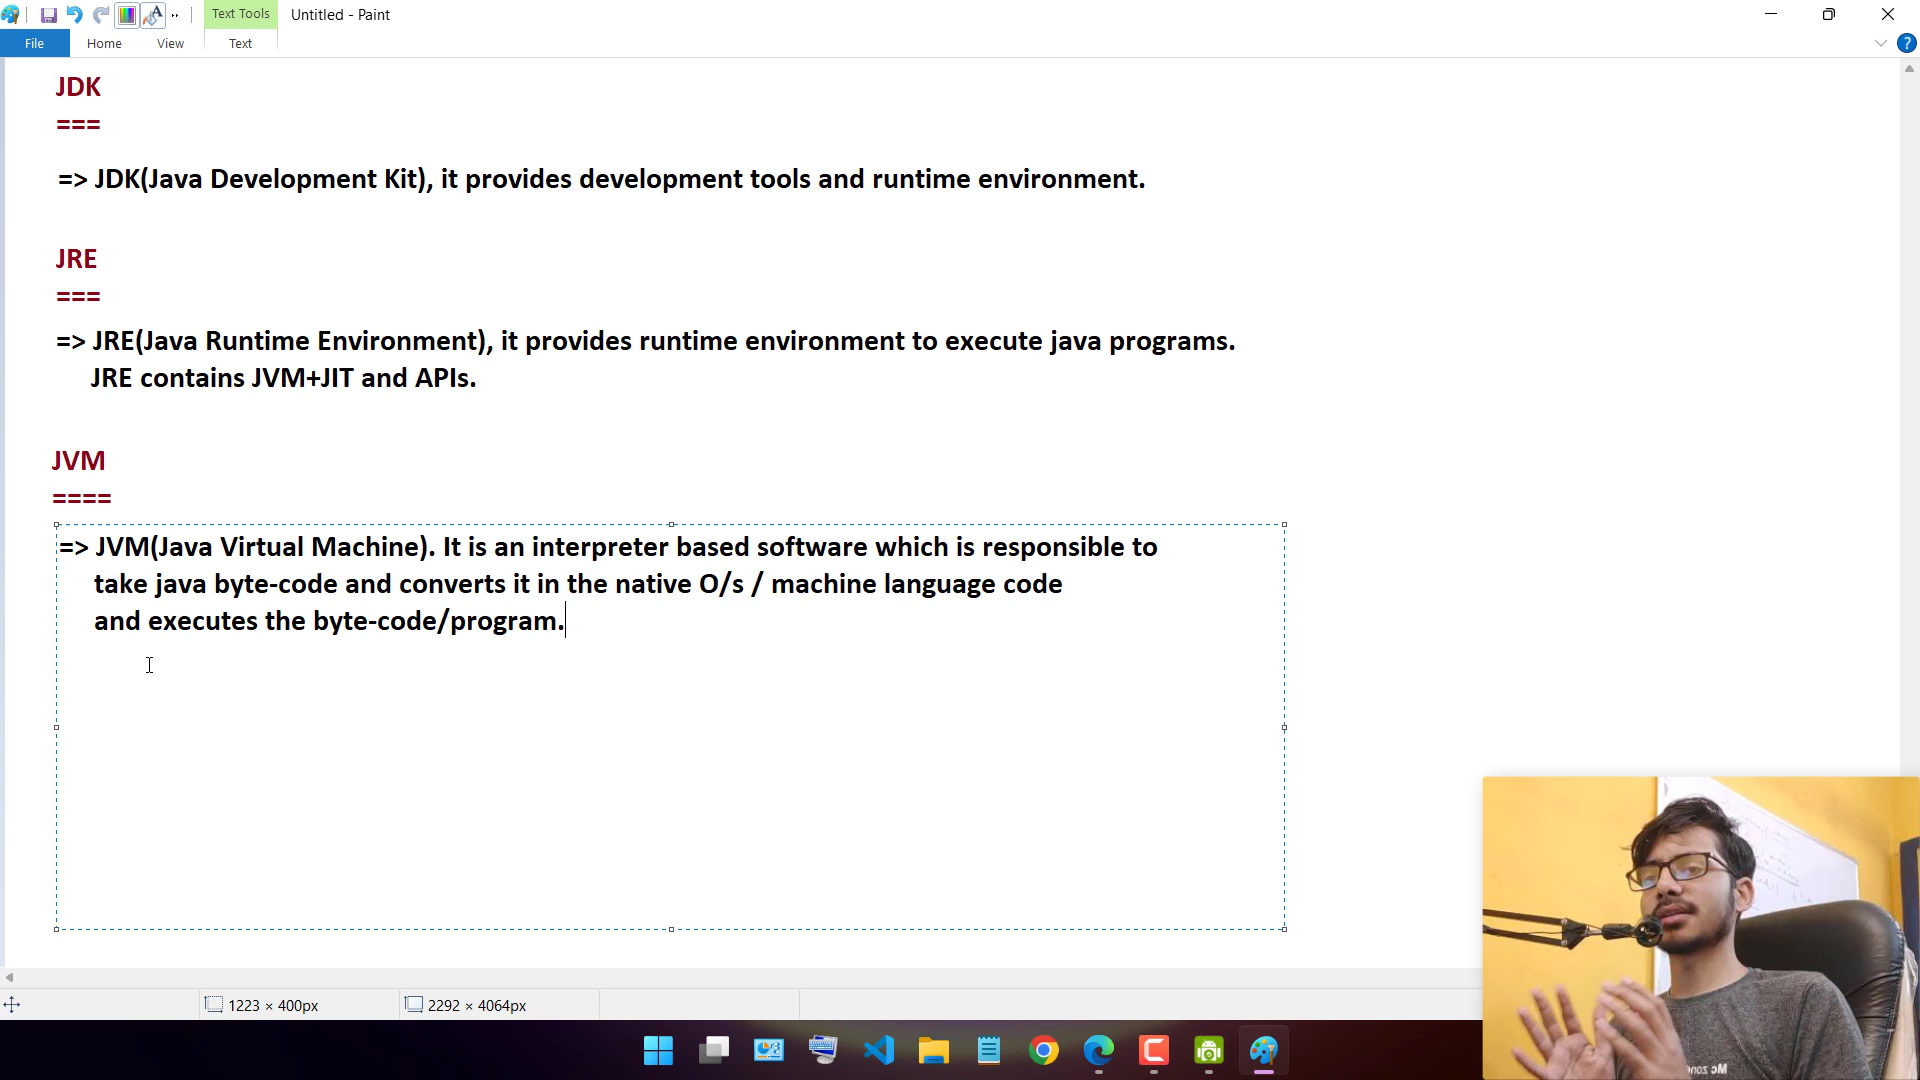 Text Tools
Untitled - Paint
File
Home
View
Text
JDK
===
=> JDK(Java Development Kit), it provides development tools and runtime environment.
JRE
===
=> JRE(Java Runtime Environment), it provides runtime environment to execute java programs.
JRE contains JVM+JIT and APIs.
JVM
====
=> JVM(Java Virtual Machine). It is an interpreter based software which is responsible to
take java byte-code and converts it in the native O/s / machine language code
and executes the byte-code/program.
1223 × 400px
2292 × 4064px